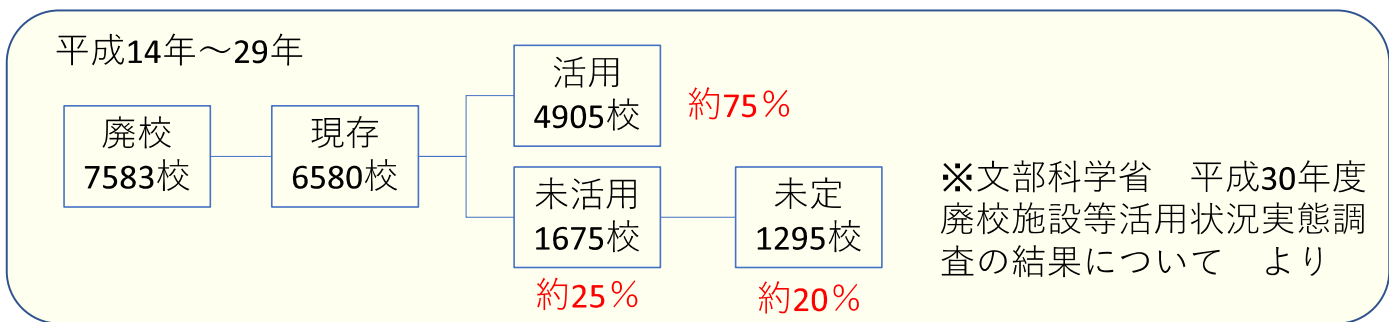 平成14年～29年
廃校
7583校
現存
6580校
活用
4905校
約75％
未活用
1675校
約25％
未定
1295校
約20％
※文部科学省　平成30年度
廃校施設等活用状況実態調
査の結果について　より